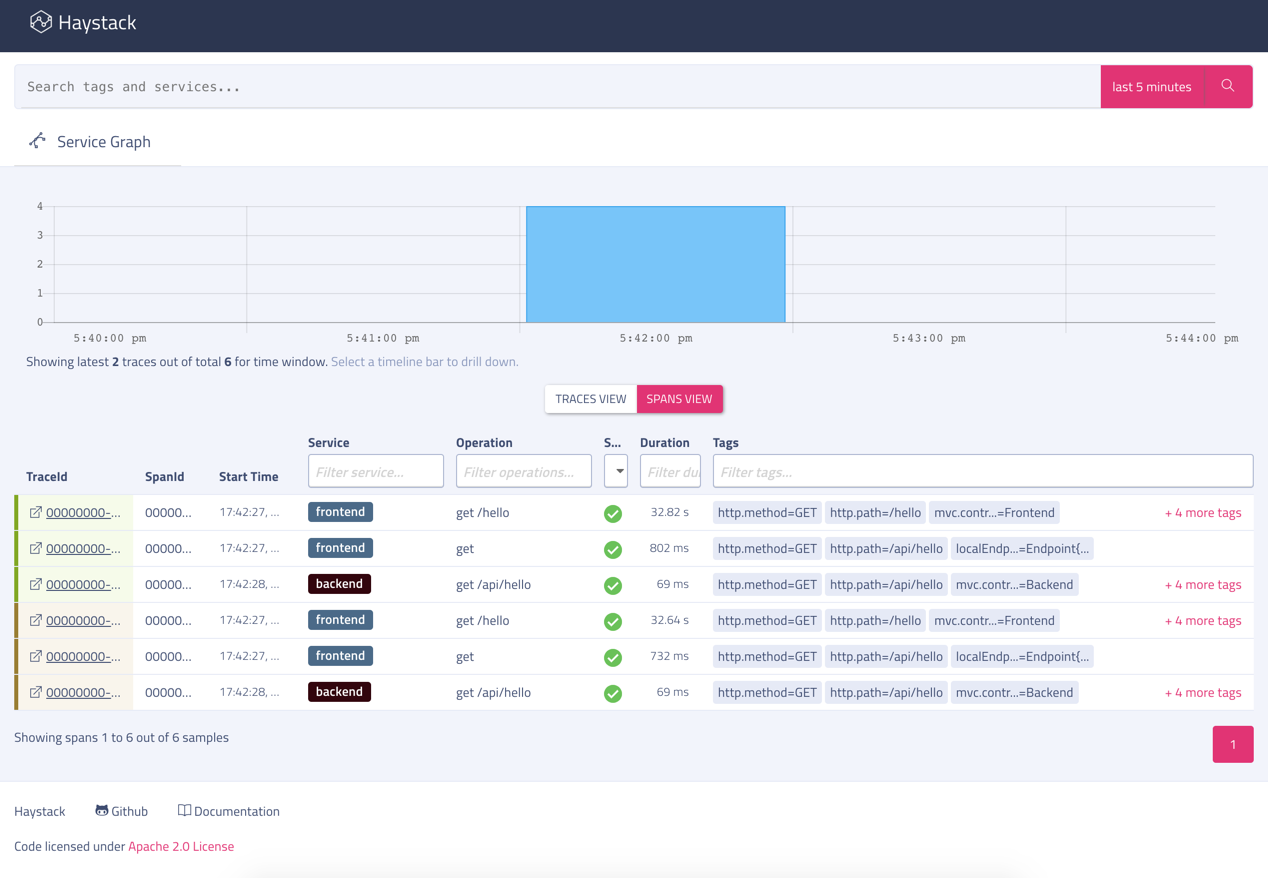 Haystack
Search tags and services...
last 5 minutes
Service Graph
4
3
2
1
0
5:40:00 pm 5:41:00 pm 5:42:00 pm 5:43:00 pm 5:44:00 pm
Showing latest 2 traces out of total 6 for time window. Select a timeline bar to drill down.
TRACES VIEW SPANS VIEW
TraceId SpanId Start Time Service Operation S... Duration Tags
Filter service... Filter operations... Filter du Filter tags...
00000000-... 00000... 17:42:27, ... frontend get /hello 32.82 s http.method=GET http.path=/hello mvc.contr...=Frontend + 4 more tags
00000000-... 00000... 17:42:27, ... frontend get 802 ms http.method=GET http.path=/api/hello localEndp...=Endpoint{...
00000000-... 00000... 17:42:28, ... backend get /api/hello 69 ms http.method=GET http.path=/api/hello mvc.contr...=Backend + 4 more tags
00000000-... 00000... 17:42:27, ... frontend get /hello 32.64 s http.method=GET http.path=/hello mvc.contr...=Frontend + 4 more tags
00000000-... 00000... 17:42:27, ... frontend get 732 ms http.method=GET http.path=/api/hello localEndp...=Endpoint{...
00000000-... 00000... 17:42:28, ... backend get /api/hello 69 ms http.method=GET http.path=/api/hello mvc.contr...=Backend + 4 more tags
Showing spans 1 to 6 out of 6 samples
1
Haystack Github Documentation
Code licensed under Apache 2.0 License